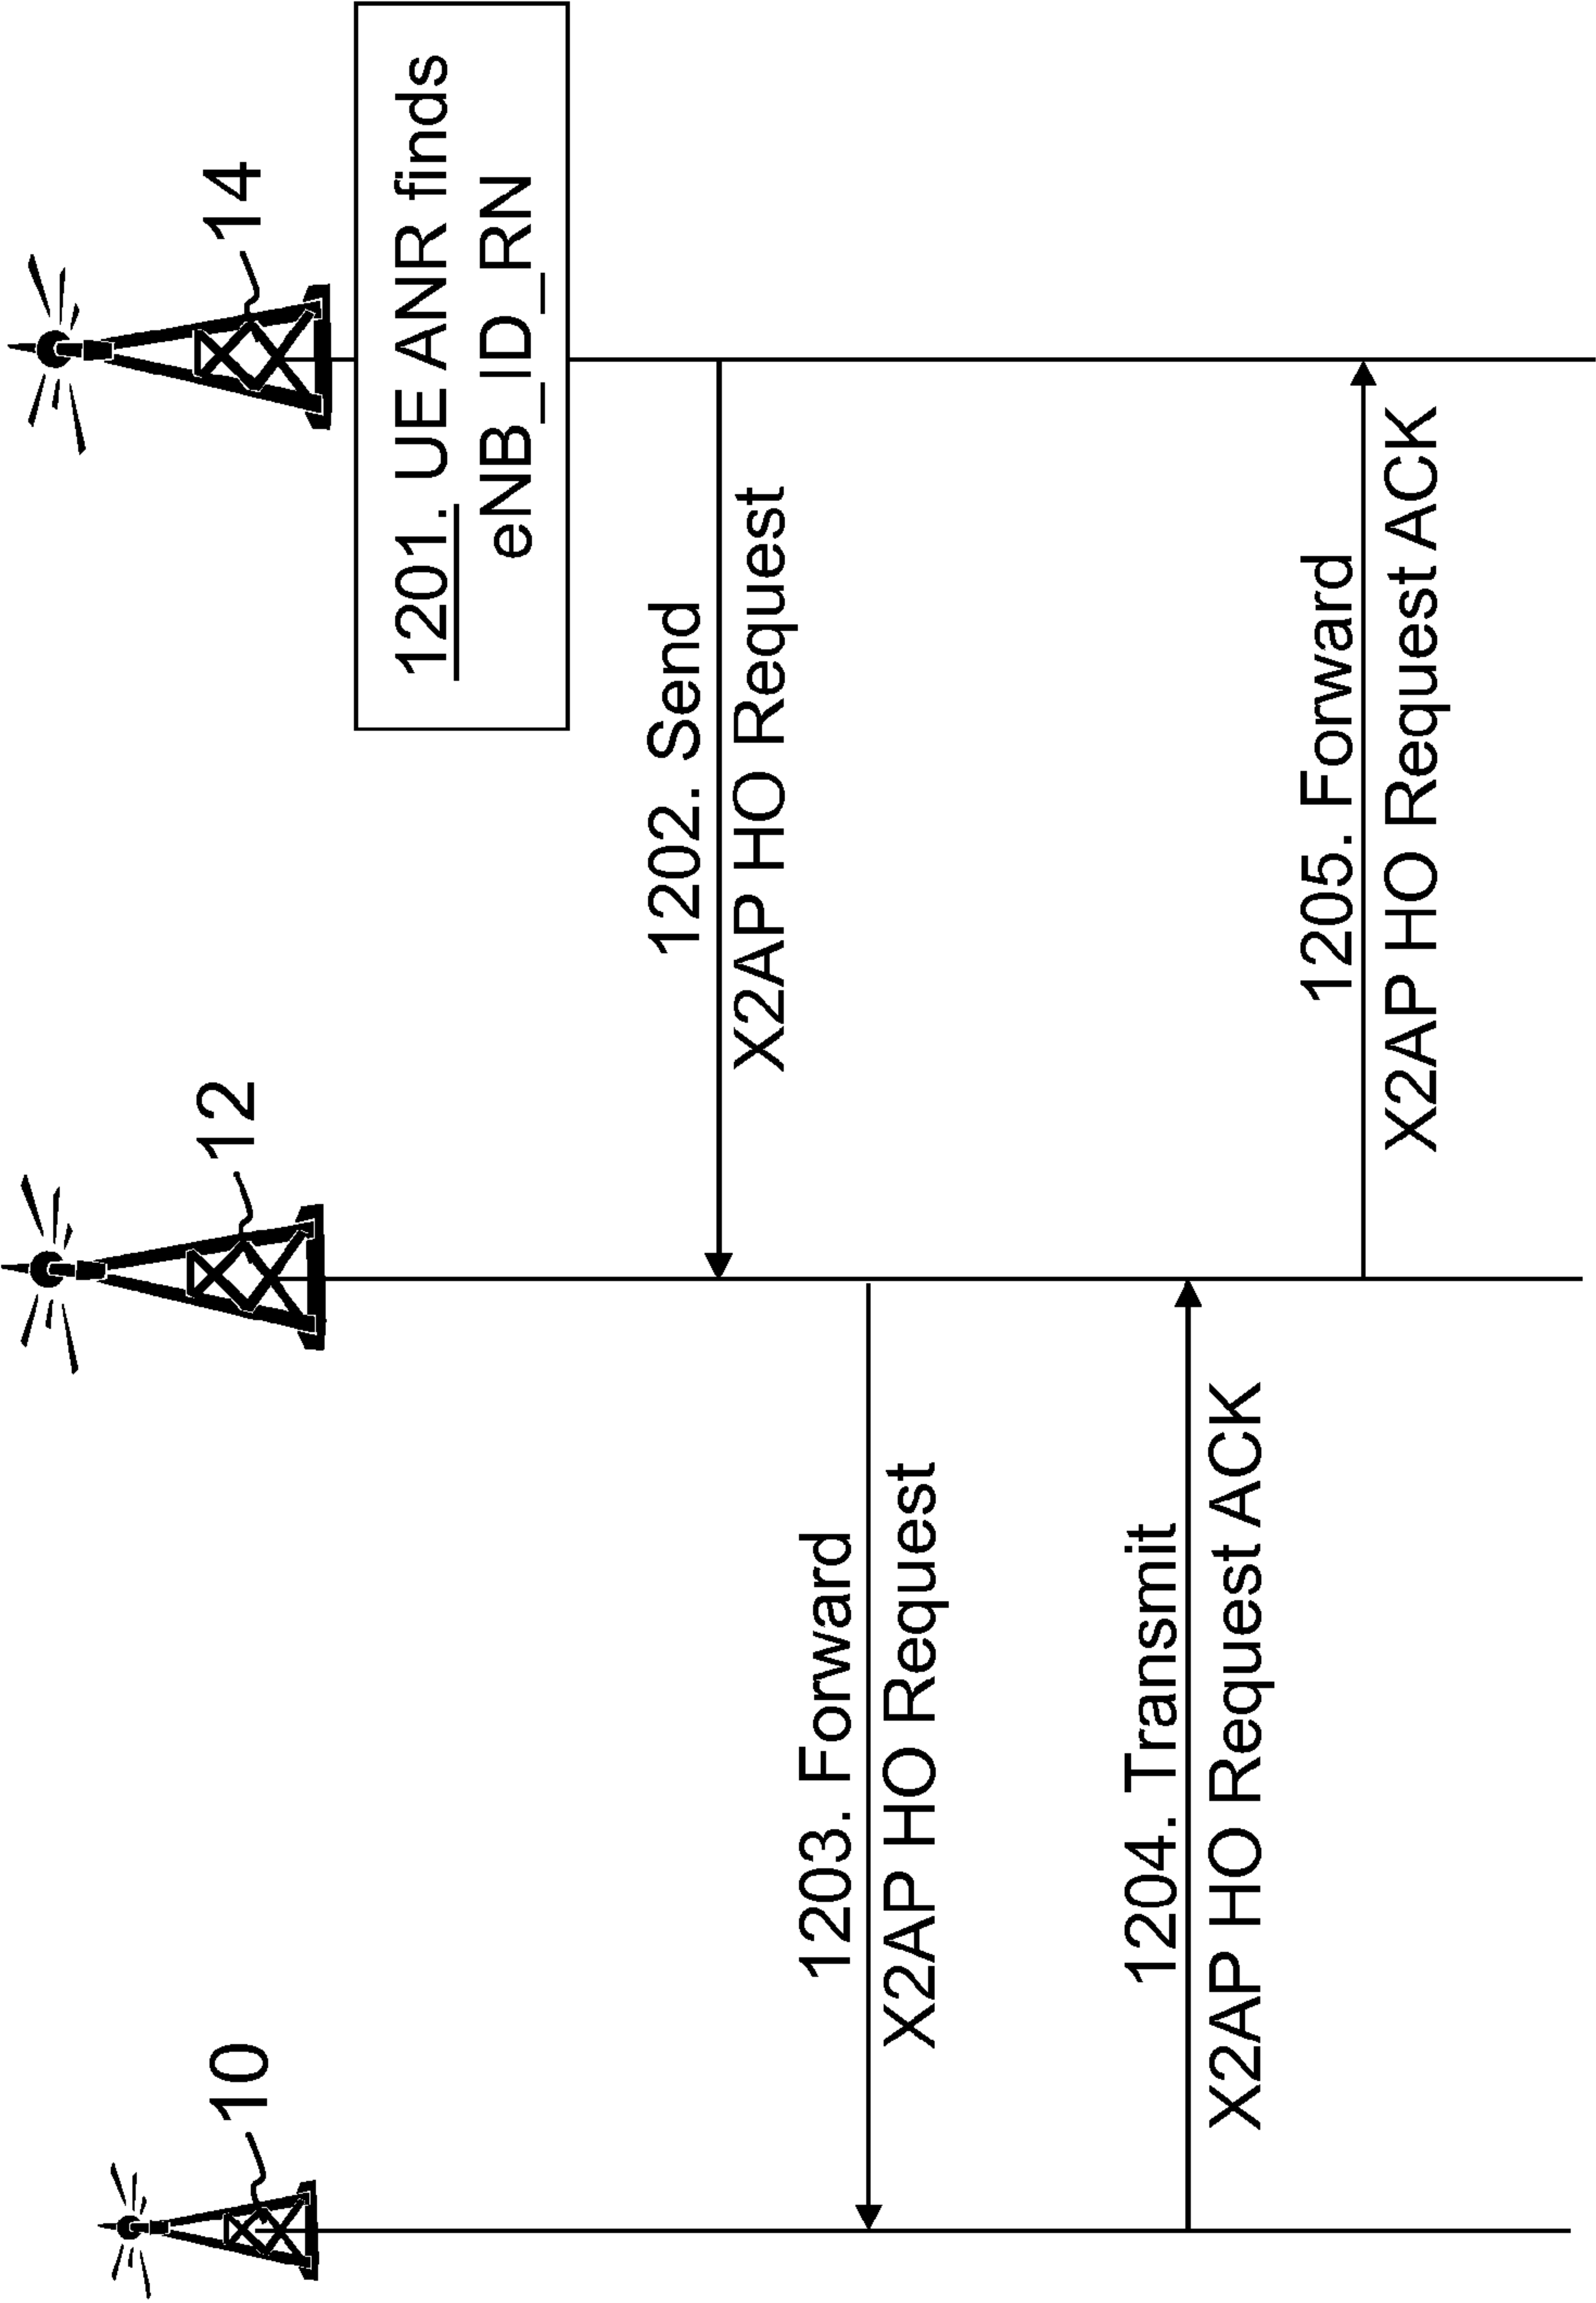 10
12
14
1201. UE ANR finds
eNB_ID_RN
1202. Send
X2AP HO Request
1203. Forward
X2AP HO Request
1204. Transmit
X2AP HO Request ACK
1205. Forward
X2AP HO Request ACK